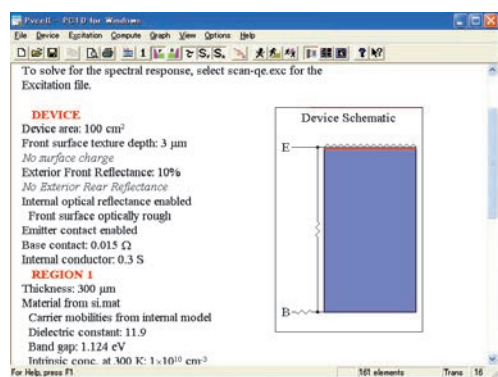 Pvcell - PC1D for Windows
File Device Excitation Compute Graph View Options Help
To solve for the spectral response, select scan-qe.exc for the
Excitation file.
DEVICE
Device area: 100 cm²
Front surface texture depth: 3 µm
No surface charge
Exterior Front Reflectance: 10%
No Exterior Rear Reflectance
Internal optical reflectance enabled
Front surface optically rough
Emitter contact enabled
Base contact: 0.015 Ω
Internal conductor: 0.3 S
REGION 1
Thickness: 300 µm
Material from si.mat
Carrier mobilities from internal model
Dielectric constant: 11.9
Band gap: 1.124 eV
Intrinsic conc. at 300 K: 1×10¹⁰ cm⁻³
Device Schematic
E
B
For Help, press F1
161 elements
Trans 16